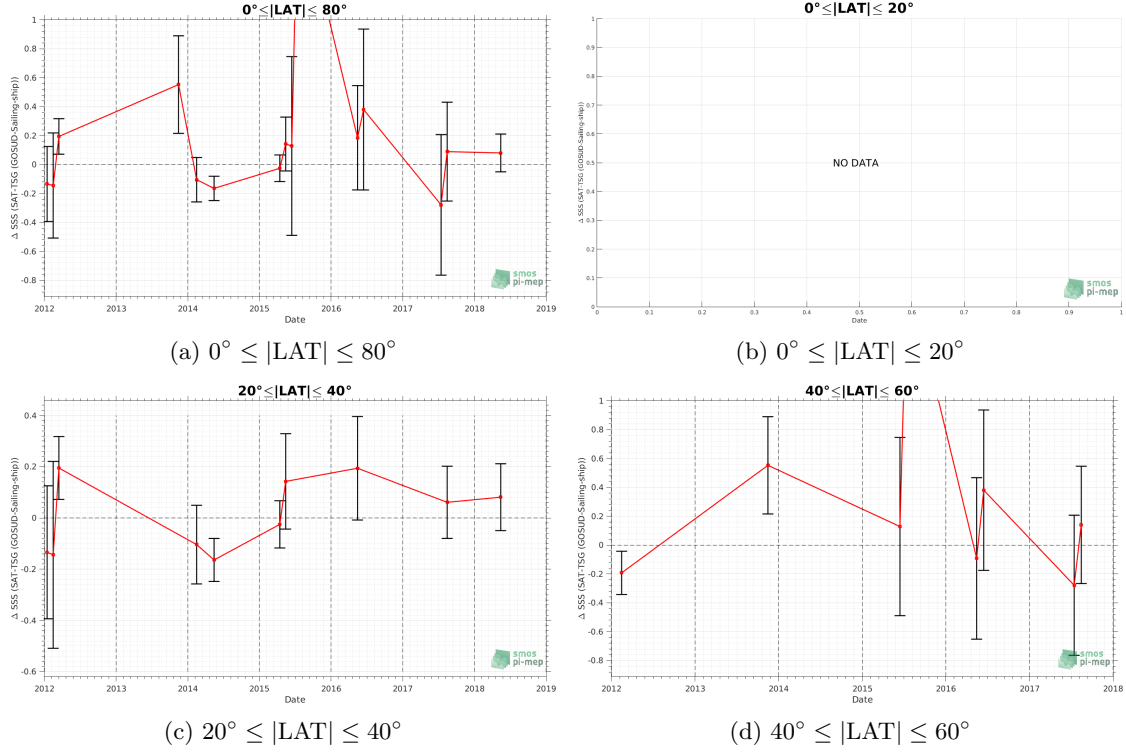 0°≤|LAT|≤ 80°
Δ SSS (SAT-TSG (GOSUD-Sailing-ship))
1
0.8
0.6
0.4
0.2
0
-0.2
-0.4
-0.6
-0.8
2012 2013 2014 2015 2016 2017 2018 2019
Date
smos
pi-mep
(a) 0° ≤ |LAT| ≤ 80°
0°≤|LAT|≤ 20°
Δ SSS (SAT-TSG (GOSUD-Sailing-ship))
1
0.9
0.8
0.7
0.6
0.5
0.4
0.3
0.2
0.1
0
NO DATA
0 0.1 0.2 0.3 0.4 0.5 0.6 0.7 0.8 0.9 1
Date
smos
pi-mep
(b) 0° ≤ |LAT| ≤ 20°
20°≤|LAT|≤ 40°
Δ SSS (SAT-TSG (GOSUD-Sailing-ship))
0.4
0.2
0
-0.2
-0.4
-0.6
2012 2013 2014 2015 2016 2017 2018 2019
Date
smos
pi-mep
(c) 20° ≤ |LAT| ≤ 40°
40°≤|LAT|≤ 60°
Δ SSS (SAT-TSG (GOSUD-Sailing-ship))
1
0.8
0.6
0.4
0.2
0
-0.2
-0.4
-0.6
-0.8
2012 2013 2014 2015 2016 2017 2018
Date
smos
pi-mep
(d) 40° ≤ |LAT| ≤ 60°